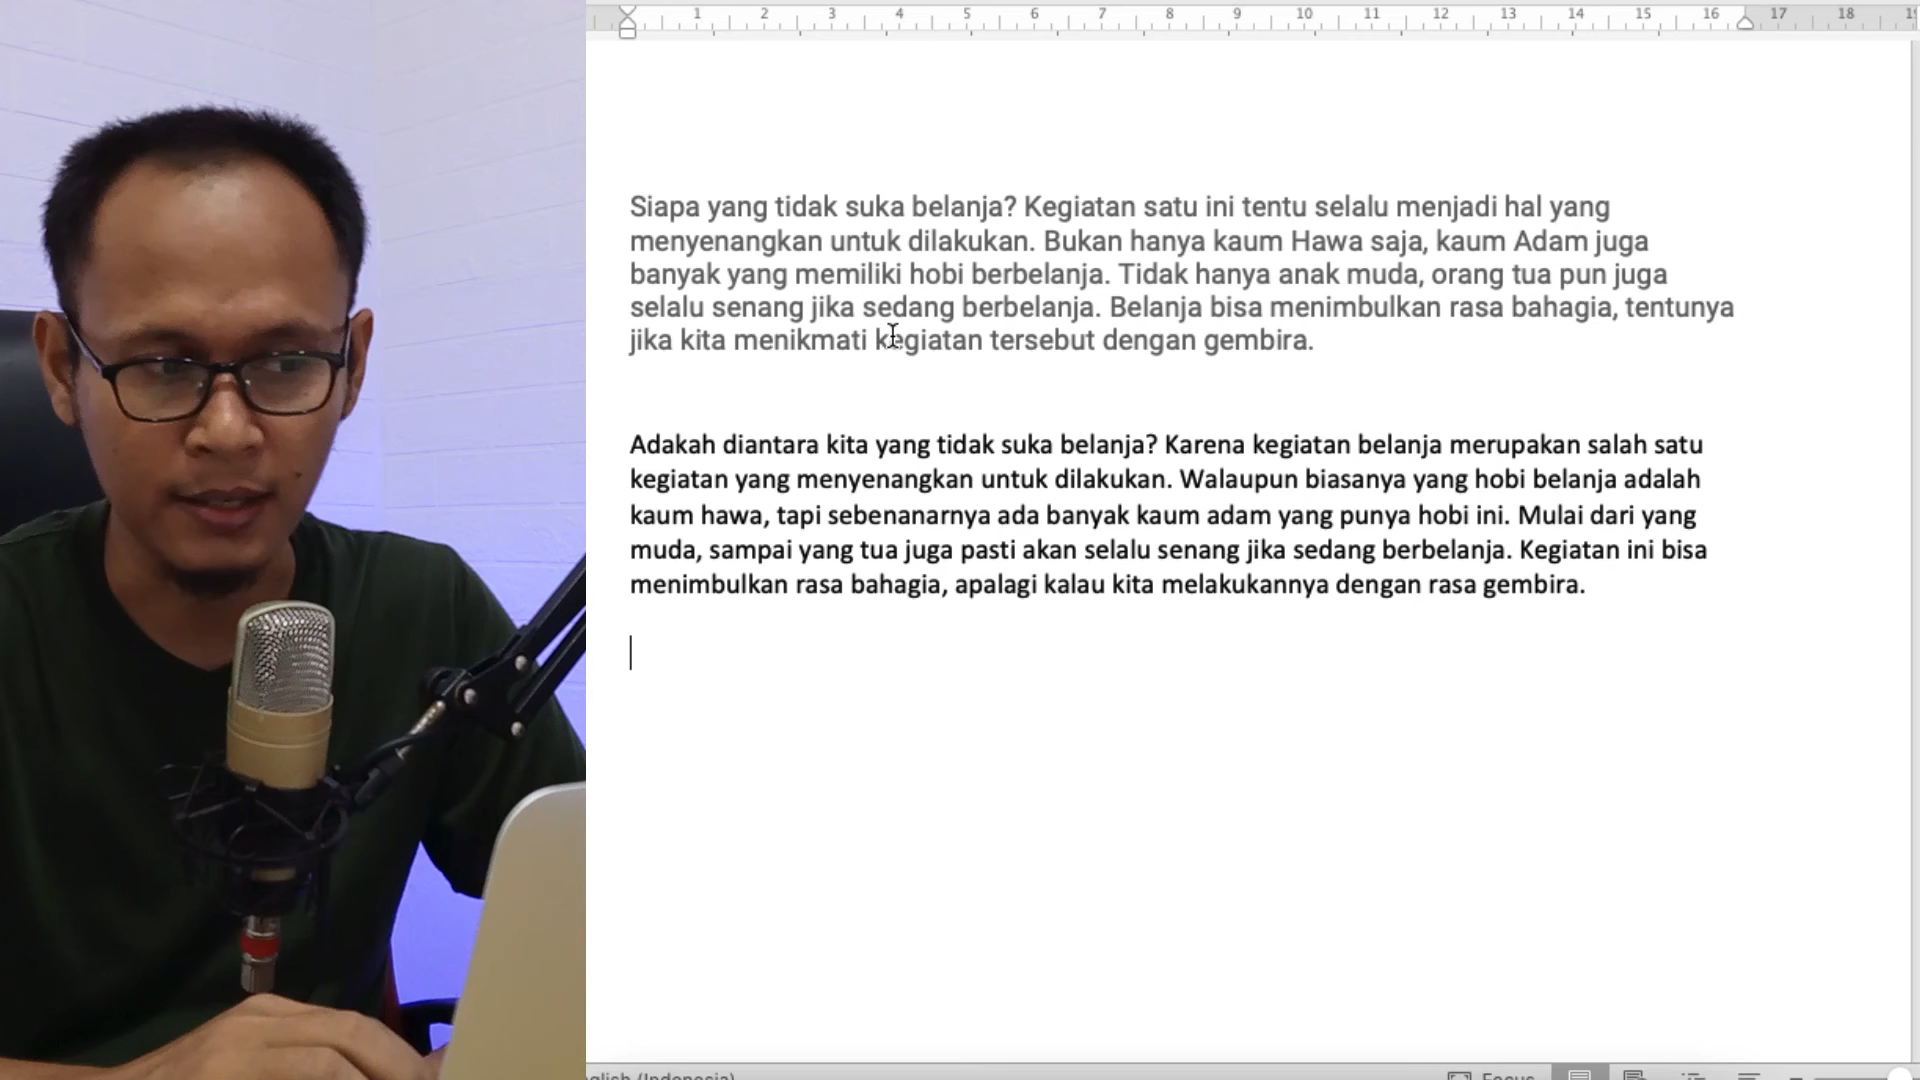 1 2 3 4 5 6 7 8 9 10 11 12 13 14 15 16 17 18
Siapa yang tidak suka belanja? Kegiatan satu ini tentu selalu menjadi hal yang
menyenangkan untuk dilakukan. Bukan hanya kaum Hawa saja, kaum Adam juga
banyak yang memiliki hobi berbelanja. Tidak hanya anak muda, orang tua pun juga
selalu senang jika sedang berbelanja. Belanja bisa menimbulkan rasa bahagia, tentunya
jika kita menikmati kegiatan tersebut dengan gembira.
Adakah diantara kita yang tidak suka belanja? Karena kegiatan belanja merupakan salah satu
kegiatan yang menyenangkan untuk dilakukan. Walaupun biasanya yang hobi belanja adalah
kaum hawa, tapi sebenanarnya ada banyak kaum adam yang punya hobi ini. Mulai dari yang
muda, sampai yang tua juga pasti akan selalu senang jika sedang berbelanja. Kegiatan ini bisa
menimbulkan rasa bahagia, apalagi kalau kita melakukannya dengan rasa gembira.
(Indonesia) Focus